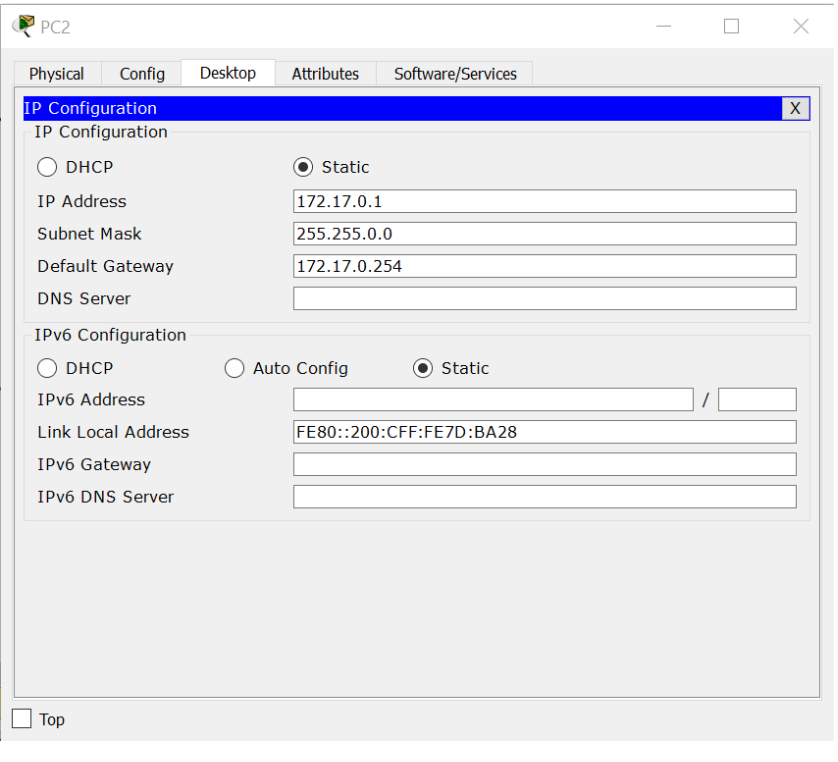 PC2
Physical Config Desktop Attributes Software/Services
IP Configuration X
IP Configuration
DHCP Static
IP Address 172.17.0.1
Subnet Mask 255.255.0.0
Default Gateway 172.17.0.254
DNS Server
IPv6 Configuration
DHCP Auto Config Static
IPv6 Address /
Link Local Address FE80::200:CFF:FE7D:BA28
IPv6 Gateway
IPv6 DNS Server
Top